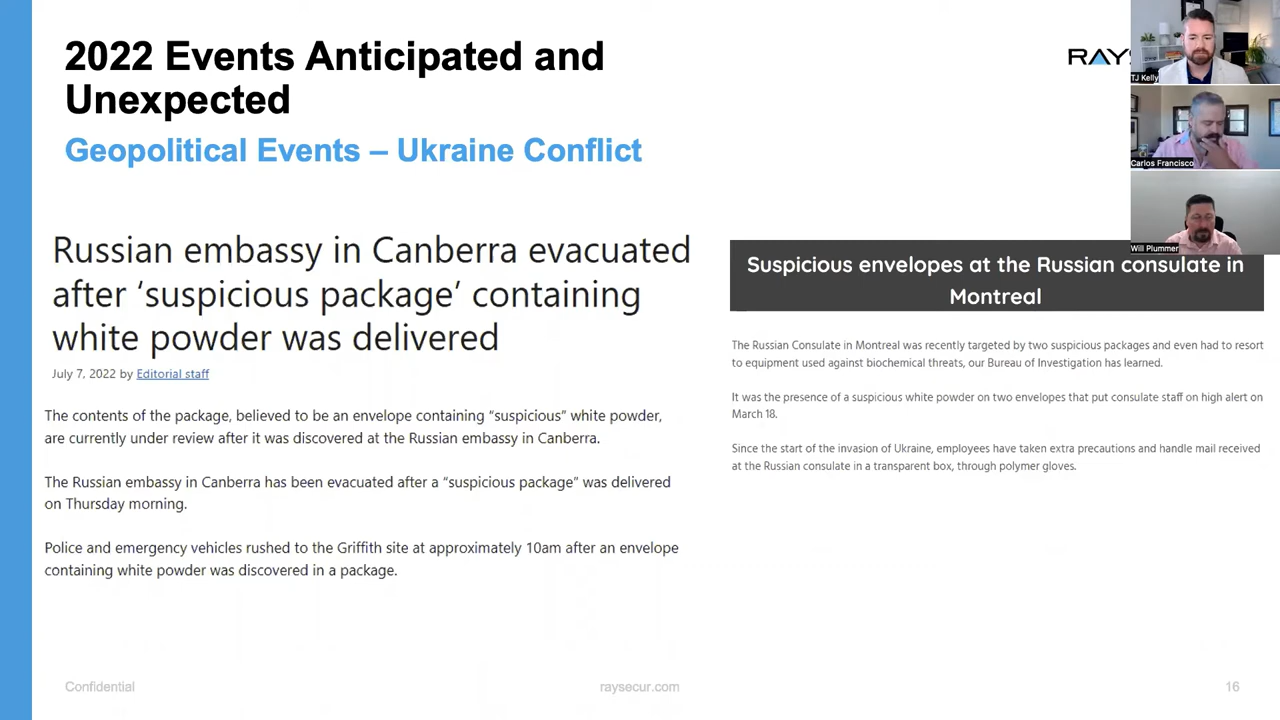 2022 Events Anticipated and
Unexpected
Geopolitical Events – Ukraine Conflict
Russian embassy in Canberra evacuated
after ‘suspicious package’ containing
white powder was delivered
July 7, 2022 by Editorial staff
The contents of the package, believed to be an envelope containing “suspicious” white powder,
are currently under review after it was discovered at the Russian embassy in Canberra.
The Russian embassy in Canberra has been evacuated after a “suspicious package” was delivered
on Thursday morning.
Police and emergency vehicles rushed to the Griffith site at approximately 10am after an envelope
containing white powder was discovered in a package.
RAYS
TJ Kelly
Carlos Francisco
Will Plummer
Suspicious envelopes at the Russian consulate in
Montreal
The Russian Consulate in Montreal was recently targeted by two suspicious packages and even had to resort
to equipment used against biochemical threats, our Bureau of Investigation has learned.
It was the presence of a suspicious white powder on two envelopes that put consulate staff on high alert on
March 18.
Since the start of the invasion of Ukraine, employees have taken extra precautions and handle mail received
at the Russian consulate in a transparent box, through polymer gloves.
Confidential
raysecur.com
16